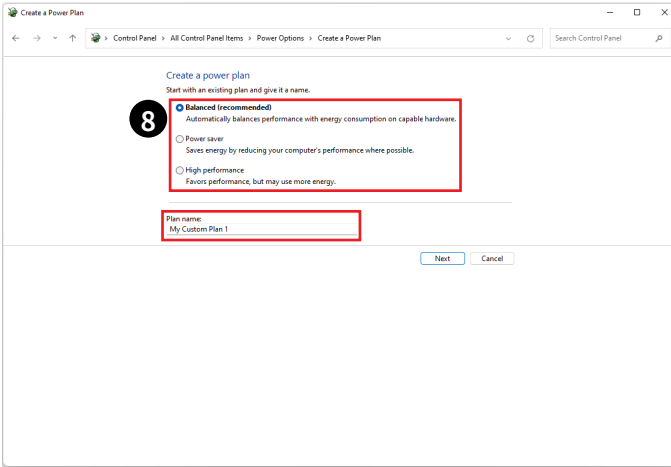 Create a Power Plan
Control Panel > All Control Panel Items > Power Options > Create a Power Plan
Search Control Panel
Create a power plan
Start with an existing plan and give it a name.
8
Balanced (recommended)
Automatically balances performance with energy consumption on capable hardware.
Power saver
Saves energy by reducing your computer's performance where possible.
High performance
Favors performance, but may use more energy.
Plan name:
My Custom Plan 1
Next Cancel